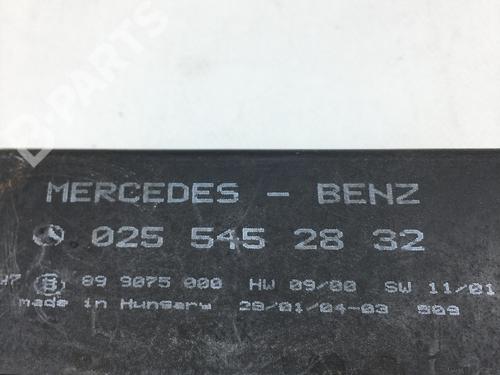 B-PARTS
MERCEDES - BENZ
025 545 28 32
89 9075 000 HW 09/00 SW 11/01
made in Hungary 29/01/04-03 909